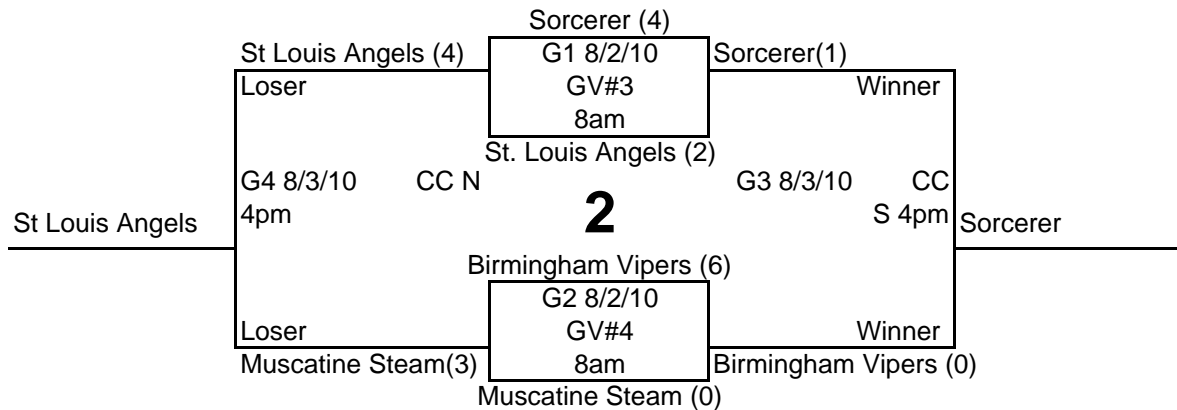 Sorcerer (4)
St Louis Angels (4)
G1 8/2/10
Sorcerer(1)
Loser
GV#3
Winner
8am
St. Louis Angels (2)
G4 8/3/10 CC N
G3 8/3/10 CC
4pm
2
S 4pm
St Louis Angels
Sorcerer
Birmingham Vipers (6)
G2 8/2/10
Loser
GV#4
Winner
Muscatine Steam(3)
8am
Birmingham Vipers (0)
Muscatine Steam (0)